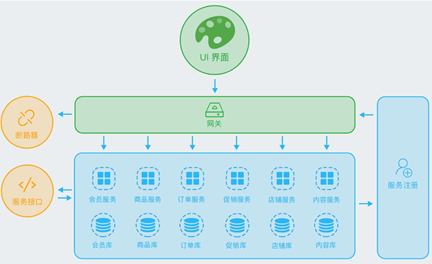 UI 界面
断路器
网关
服务接口
服务注册
会员服务 商品服务 订单服务 促销服务 店铺服务 内容服务
会员库 商品库 订单库 促销库 店铺库 内容库